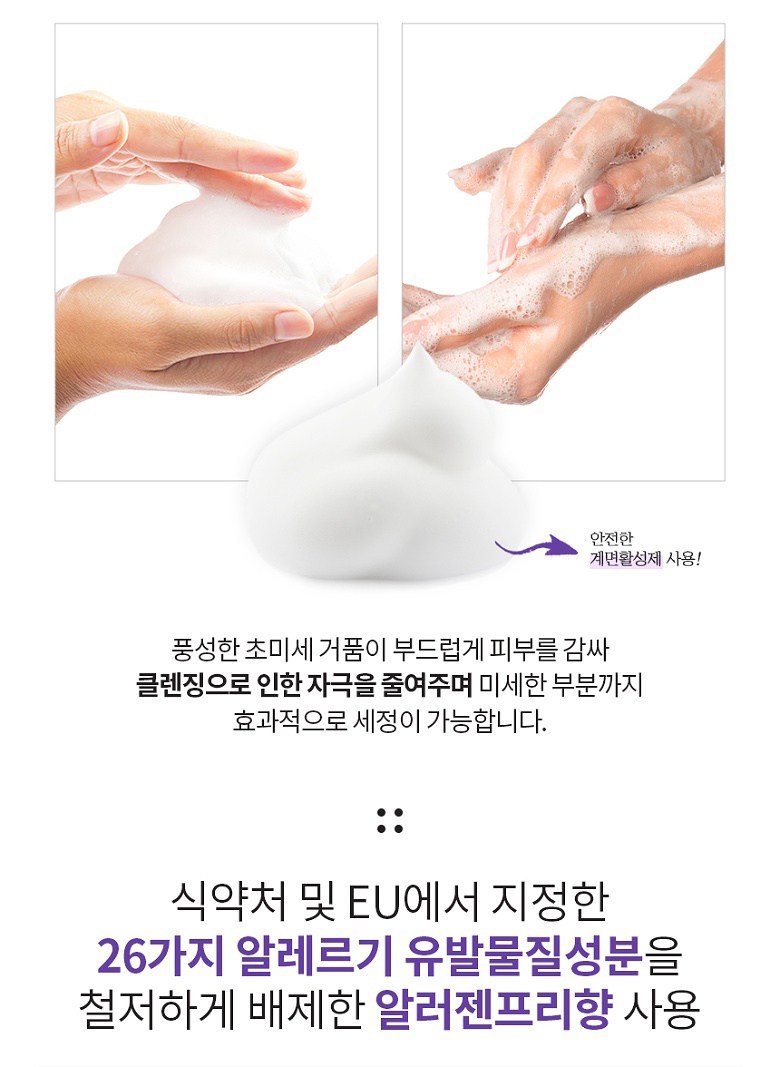 안전한
계면활성제 사용!
풍성한 초미세 거품이 부드럽게 피부를 감싸
클렌징으로 인한 자극을 줄여주며 미세한 부분까지
효과적으로 세정이 가능합니다.
식약처 및 EU에서 지정한
26가지 알레르기 유발물질성분을
철저하게 배제한 알러젠프리향 사용